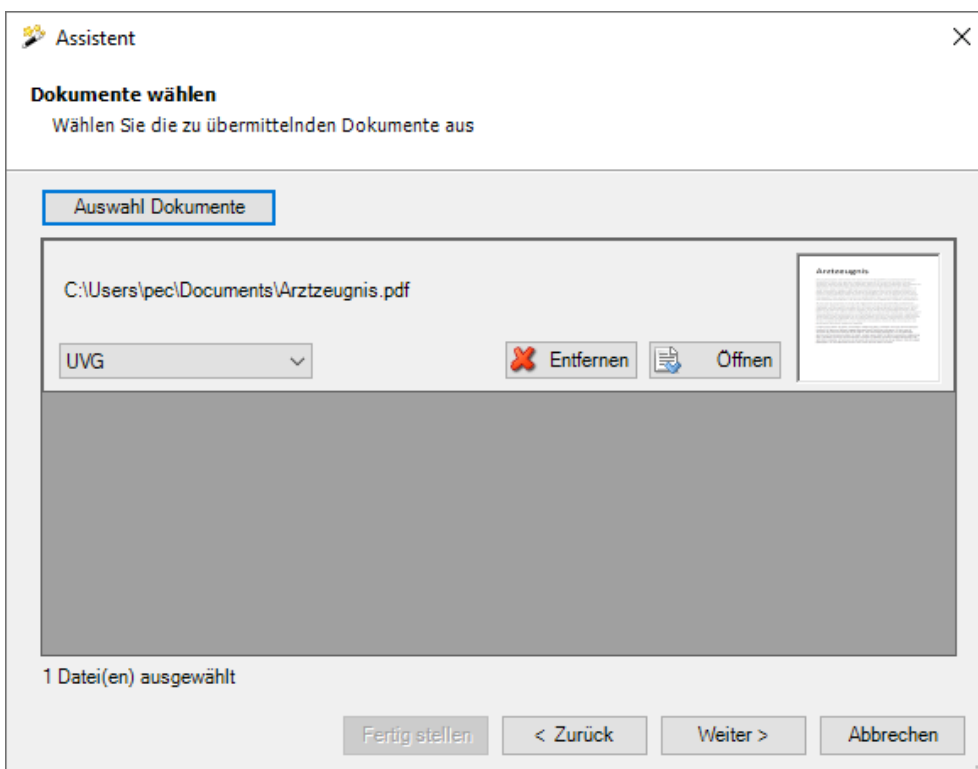 Assistent
Dokumente wählen
Wählen Sie die zu übermittelnden Dokumente aus
Auswahl Dokumente
C:\Users\pec\Documents\Arztzeugnis.pdf
Arztzeugnis
UVG
Entfernen
Öffnen
1 Datei(en) ausgewählt
Fertig stellen
< Zurück
Weiter >
Abbrechen